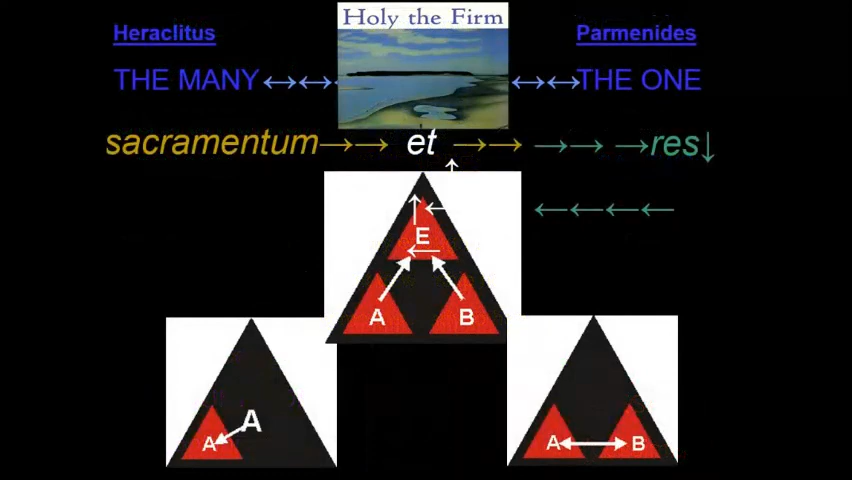 Holy the Firm
Heraclitus
Parmenides
THE MANY ↔↔↔
↔↔THE ONE
sacramentum→→ et →→ →→ →res↓
↑
←←←←
↑←
E
←
A B
A A
A B